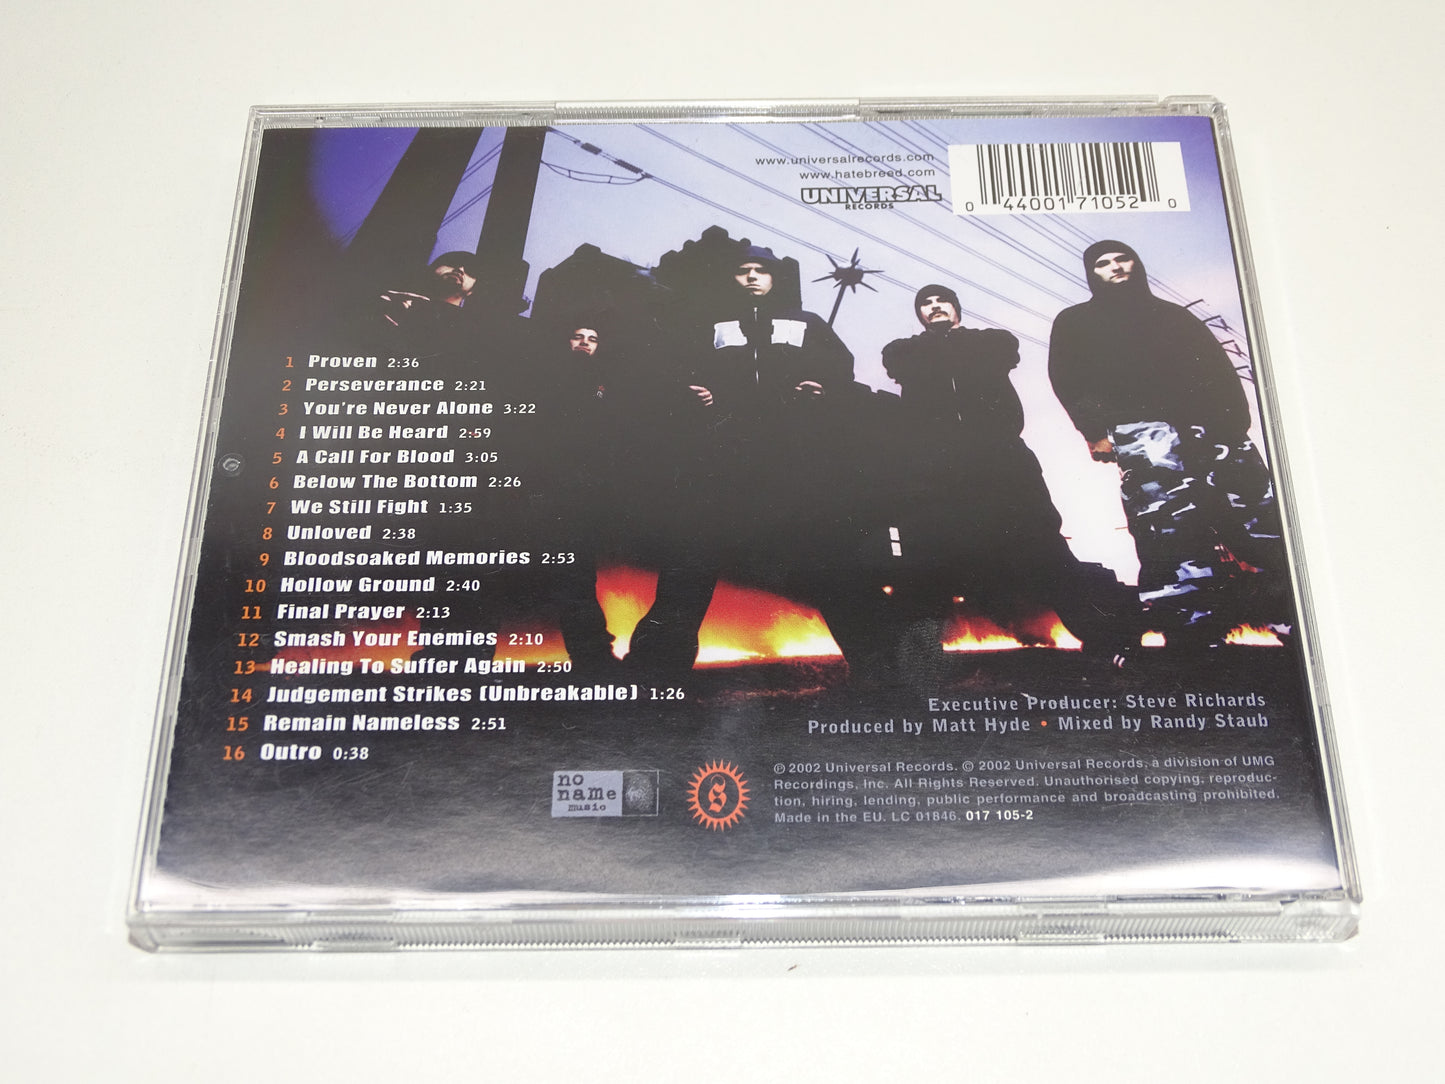 www.universalrecords.com
www.hatebreed.com
UNIVERSAL
RECORDS
0 44001 71052 0
1 Proven 2:36
2 Perseverance 2:21
3 You're Never Alone 3:22
4 I Will Be Heard 2:59
5 A Call For Blood 3:05
6 Below The Bottom 2:26
7 We Still Fight 1:35
8 Unloved 2:38
9 Bloodsoaked Memories 2:53
10 Hollow Ground 2:40
11 Final Prayer 2:13
12 Smash Your Enemies 2:10
13 Healing To Suffer Again 2:50
14 Judgement Strikes (Unbreakable) 1:26
15 Remain Nameless 2:51
16 Outro 0:38
Executive Producer: Steve Richards
Produced by Matt Hyde • Mixed by Randy Staub
no
name
music
S
℗ 2002 Universal Records. © 2002 Universal Records, a division of UMG
Recordings, Inc. All Rights Reserved. Unauthorised copying, reproduc-
tion, hiring, lending, public performance and broadcasting prohibited.
Made in the EU. LC 01846. 017 105-2